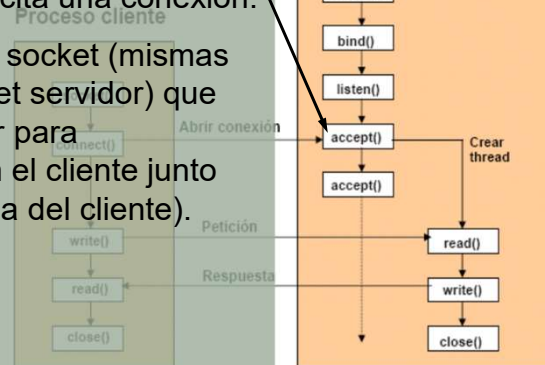 cita una conexión.
Proceso cliente
socket (mismas
et servidor) que
r para
el cliente junto
a del cliente).
connect()
Abrir conexión
write()
Petición
read()
Respuesta
close()
bind()
listen()
accept()
Crear
thread
accept()
read()
write()
close()